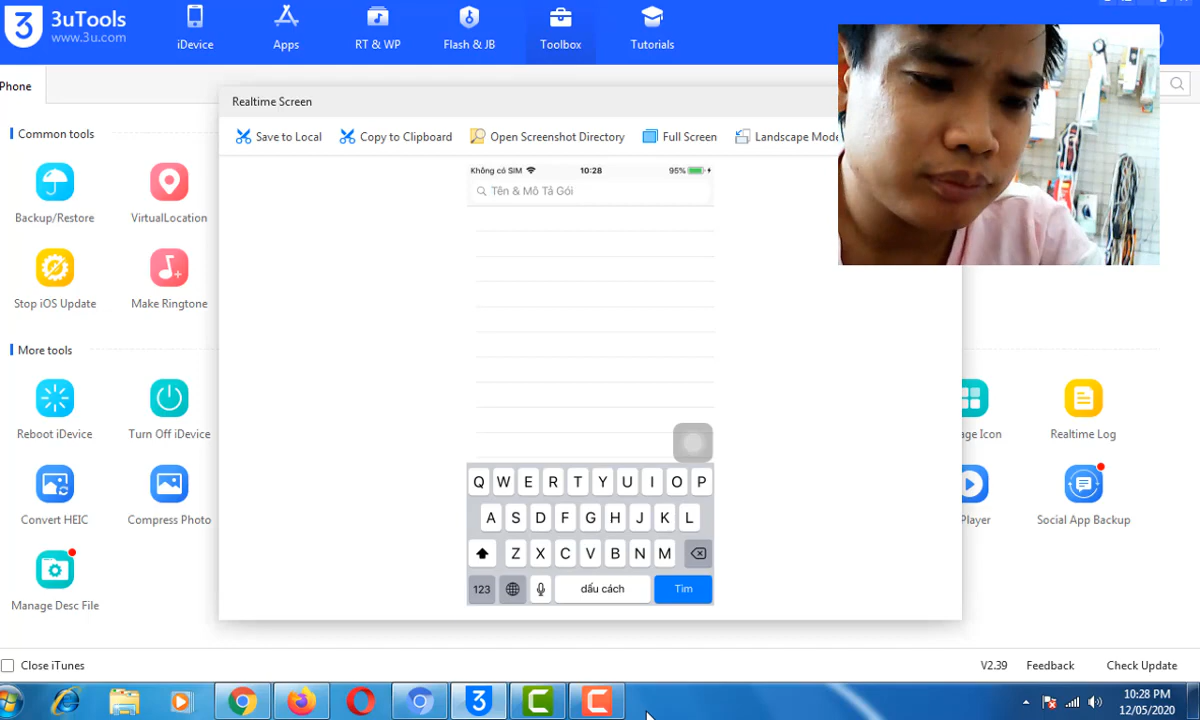 3 3uTools
www.3u.com
iDevice
Apps
RT & WP
Flash & JB
Toolbox
Tutorials
Phone
Realtime Screen
Common tools
Save to Local
Copy to Clipboard
Open Screenshot Directory
Full Screen
Landscape Mode
Không có SIM
10:28
95%
Tên & Mô Tả Gói
Backup/Restore
VirtualLocation
Stop iOS Update
Make Ringtone
More tools
Reboot iDevice
Turn Off iDevice
age Icon
Realtime Log
Q W E R T Y U I O P
A S D F G H J K L
Z X C V B N M
123
dấu cách
Tìm
Convert HEIC
Compress Photo
Player
Social App Backup
Manage Desc File
Close iTunes
V2.39
Feedback
Check Update
3
10:28 PM
12/05/2020